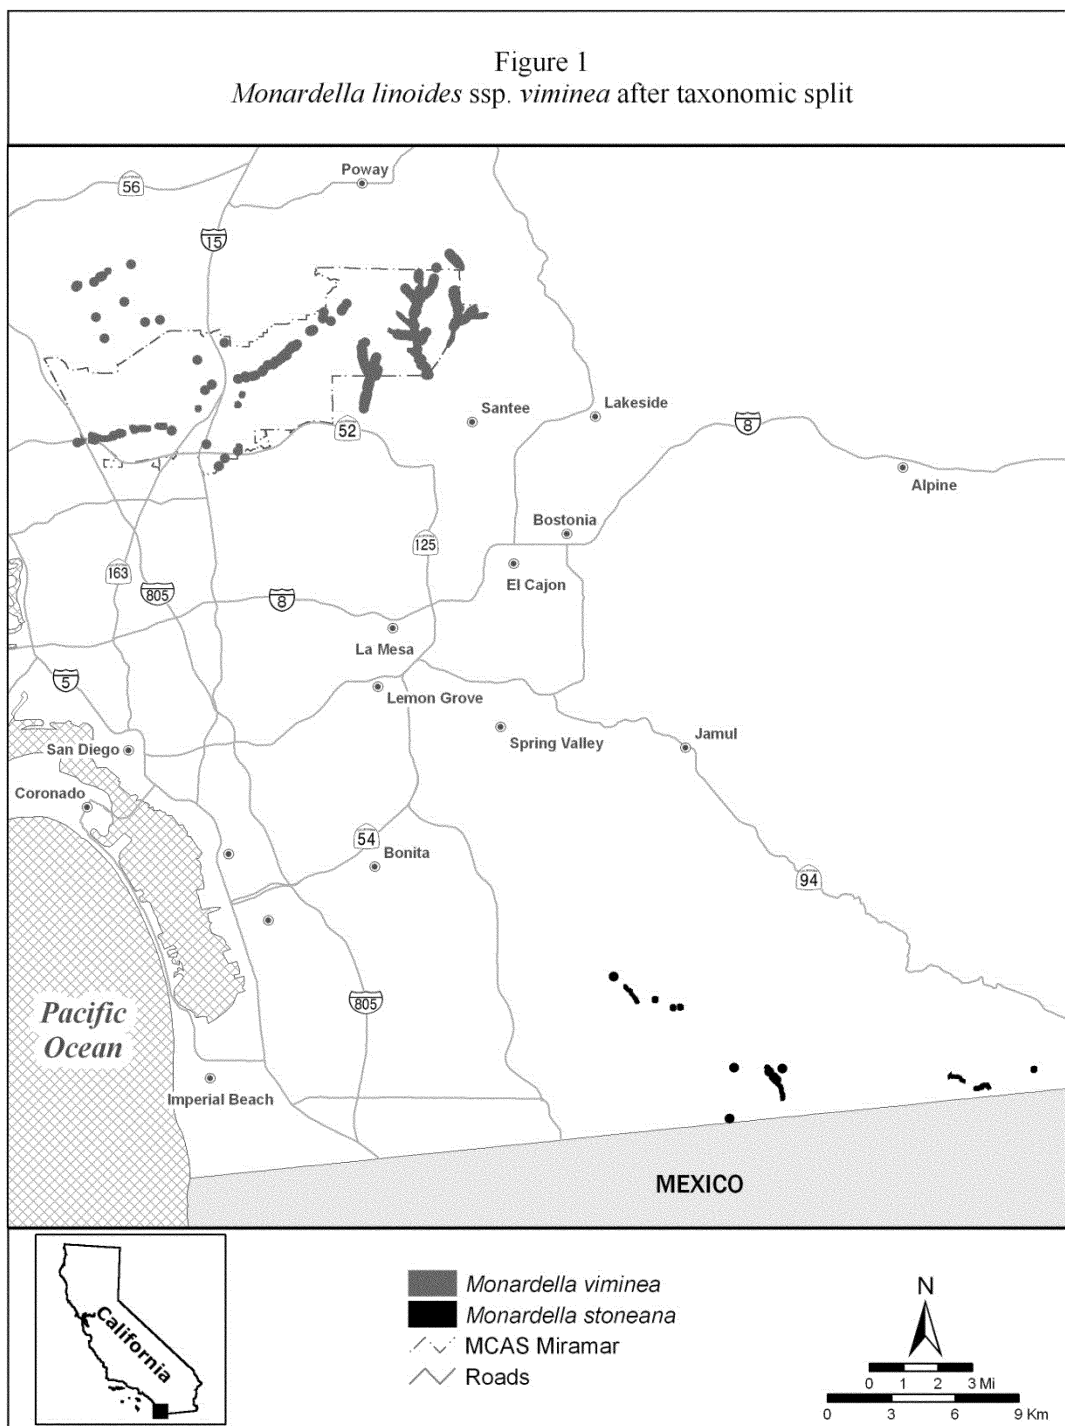 Figure 1
Monardella linoides ssp. viminea after taxonomic split
Poway
56
15
Santee
Lakeside
52
8
Alpine
Bostonia
125
163
El Cajon
805
8
La Mesa
5
Lemon Grove
San Diego
Spring Valley
Jamul
Coronado
54
Bonita
94
805
Pacific
Ocean
Imperial Beach
MEXICO
California
Monardella viminea
Monardella stoneana
MCAS Miramar
Roads
N
0 1 2 3 Mi
0 3 6 9 Km